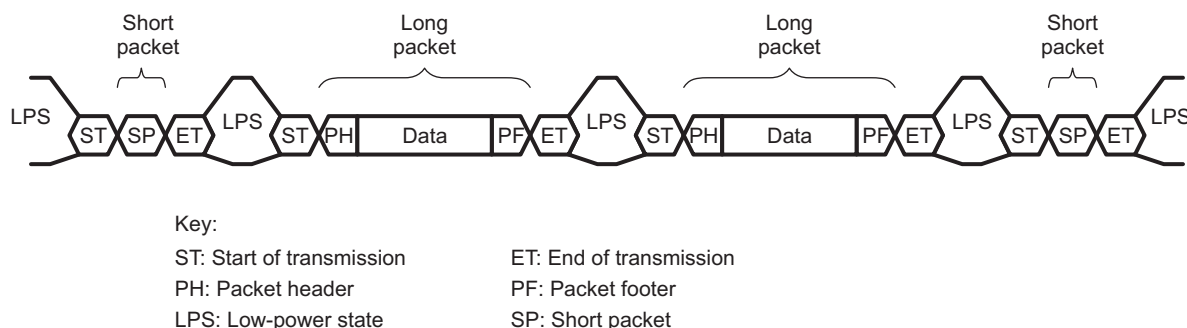 Short Long Long Short
packet packet packet packet
LPS ST SP ET LPS ST PH Data PF ET LPS ST PH Data PF ET LPS ST SP ET LPS
Key:
ST: Start of transmission ET: End of transmission
PH: Packet header PF: Packet footer
LPS: Low-power state SP: Short packet